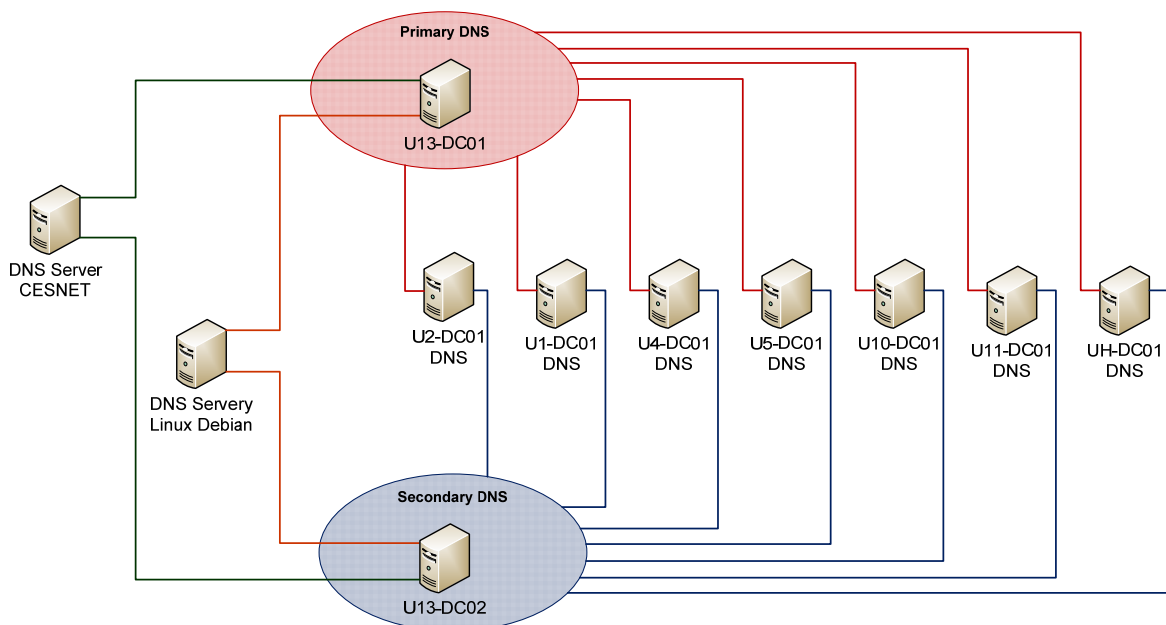 Primary DNS
U13-DC01
DNS Server
CESNET
DNS Servery
Linux Debian
U2-DC01
DNS
U1-DC01
DNS
U4-DC01
DNS
U5-DC01
DNS
U10-DC01
DNS
U11-DC01
DNS
UH-DC01
DNS
Secondary DNS
U13-DC02